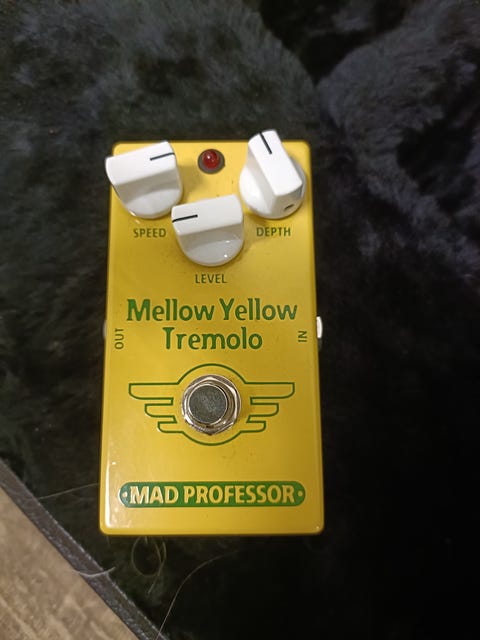 SPEED
DEPTH
LEVEL
Mellow Yellow
Tremolo
OUT
IN
MAD PROFESSOR